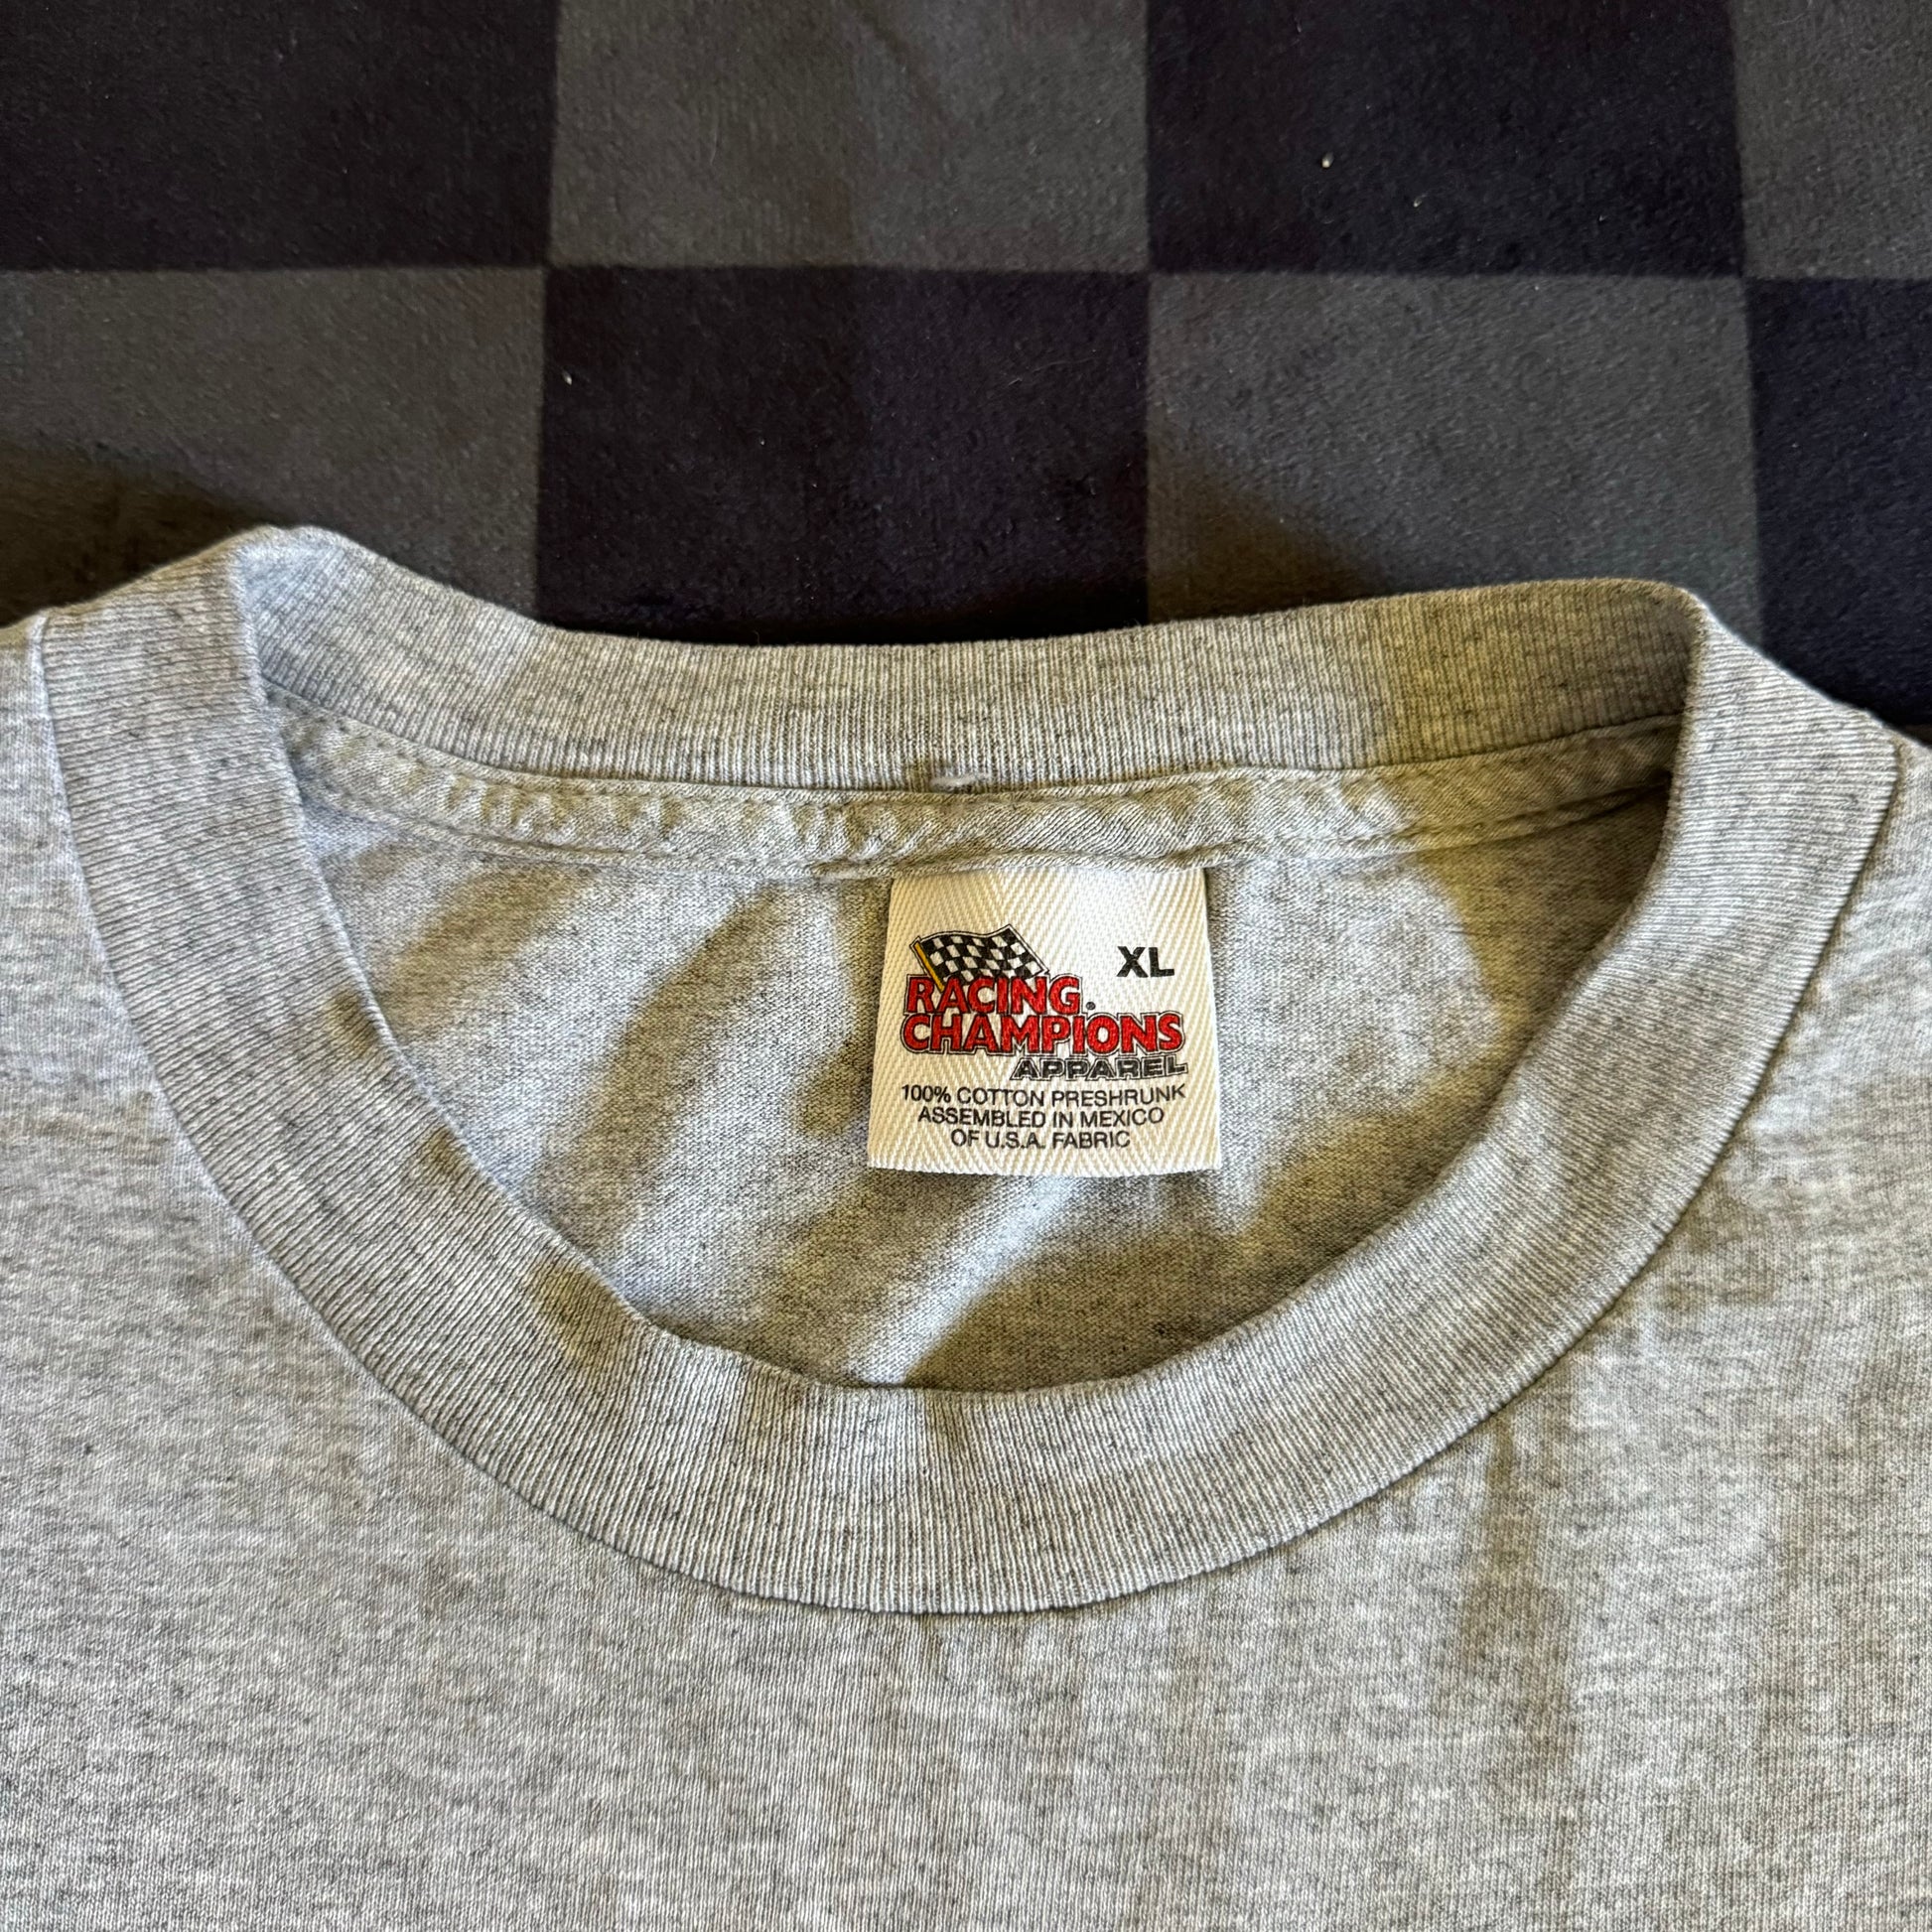 XL
RACING®
CHAMPIONS
APPAREL
100% COTTON PRESHRUNK
ASSEMBLED IN MEXICO
OF U.S.A. FABRIC